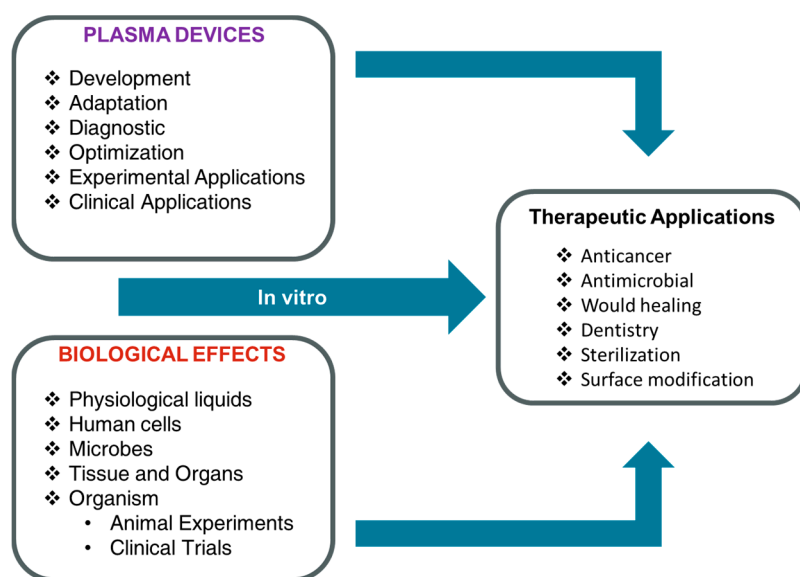 PLASMA DEVICES
❖ Development
❖ Adaptation
❖ Diagnostic
❖ Optimization
❖ Experimental Applications
❖ Clinical Applications
In vitro
BIOLOGICAL EFFECTS
❖ Physiological liquids
❖ Human cells
❖ Microbes
❖ Tissue and Organs
❖ Organism
• Animal Experiments
• Clinical Trials
Therapeutic Applications
❖ Anticancer
❖ Antimicrobial
❖ Would healing
❖ Dentistry
❖ Sterilization
❖ Surface modification